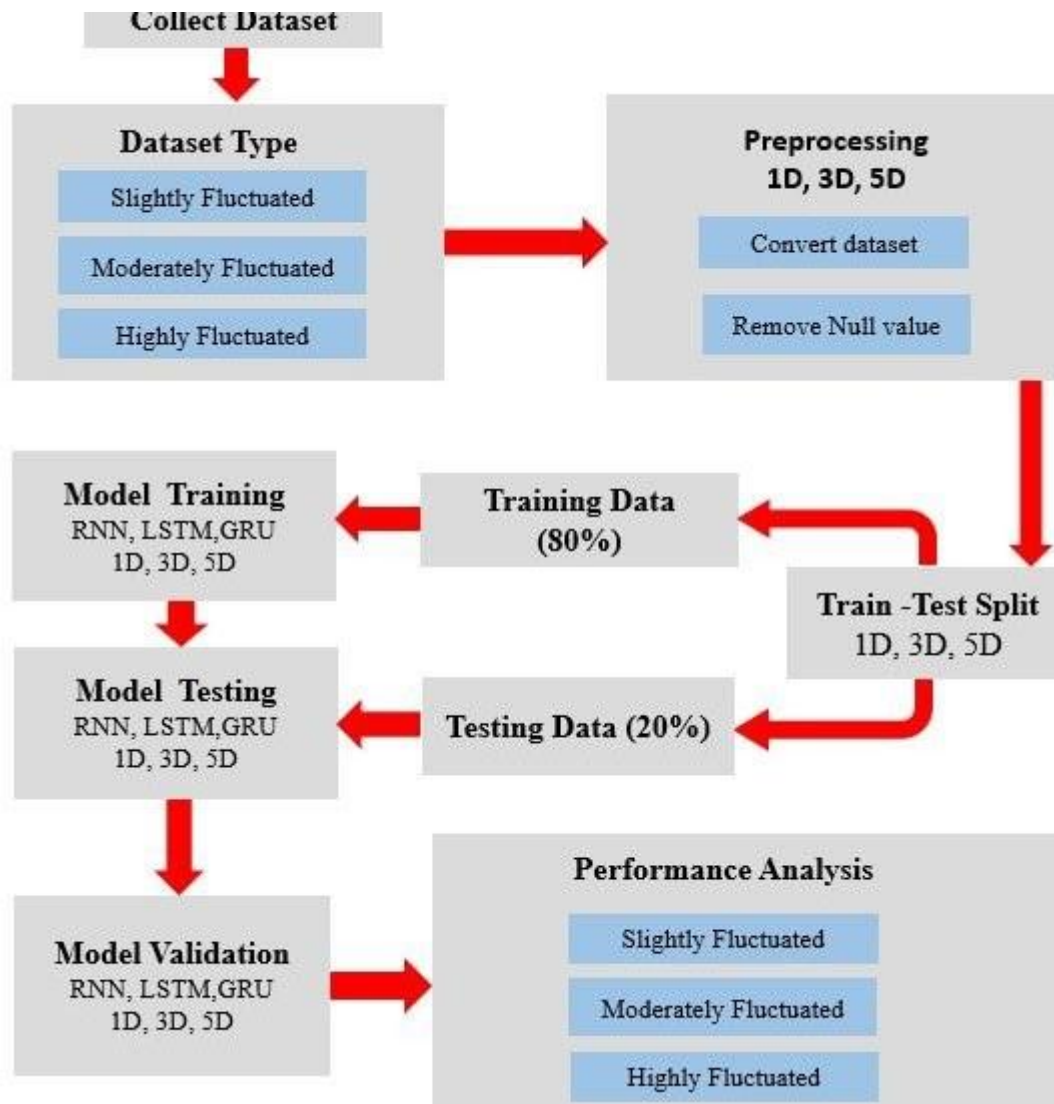 Collect Dataset
Dataset Type
Slightly Fluctuated
Moderately Fluctuated
Highly Fluctuated
Preprocessing
1D, 3D, 5D
Convert dataset
Remove Null value
Train -Test Split
1D, 3D, 5D
Training Data
(80%)
Testing Data (20%)
Model  Training
RNN, LSTM,GRU
1D, 3D, 5D
Model  Testing
RNN, LSTM,GRU
1D, 3D, 5D
Model Validation
RNN, LSTM,GRU
1D, 3D, 5D
Performance Analysis
Slightly Fluctuated
Moderately Fluctuated
Highly Fluctuated